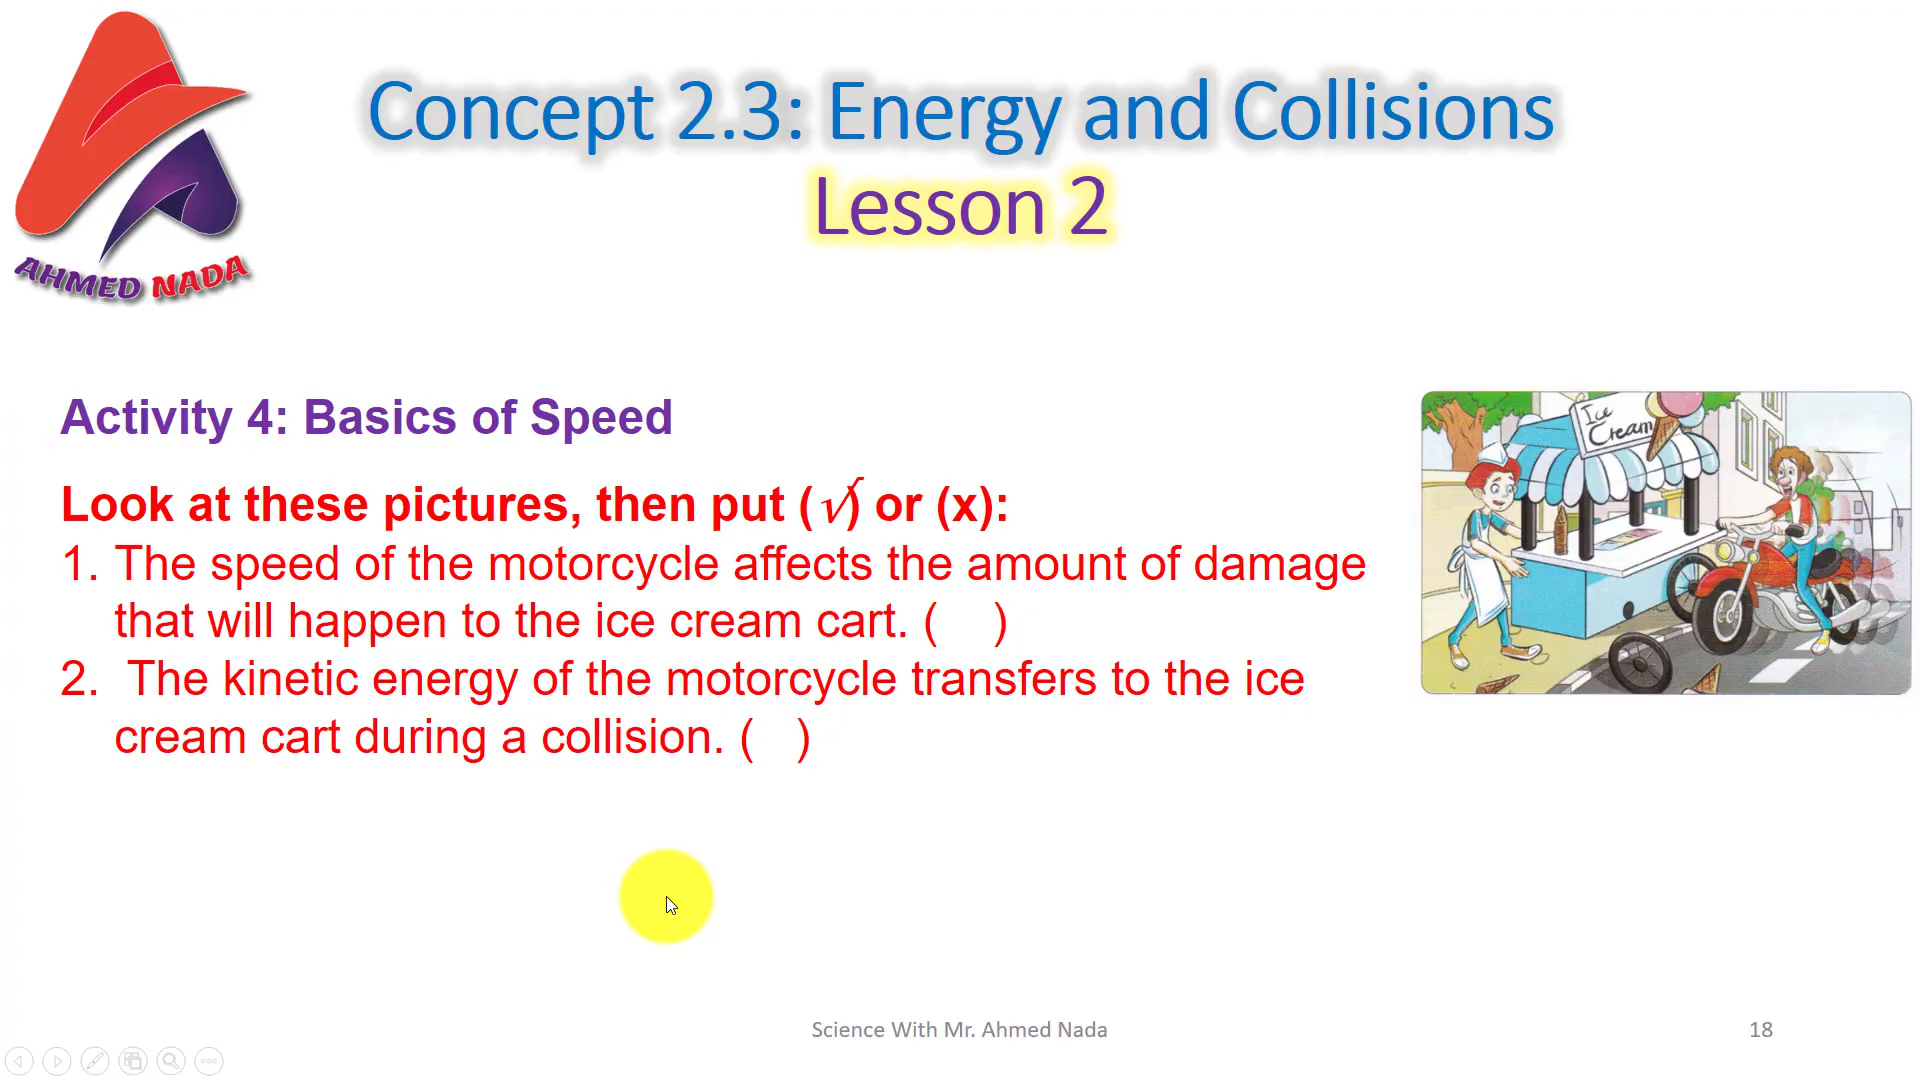 AHMED NADA
Concept 2.3: Energy and Collisions
Lesson 2
Activity 4: Basics of Speed
Look at these pictures, then put (√) or (x):
1. The speed of the motorcycle affects the amount of damage
that will happen to the ice cream cart. (    )
2. The kinetic energy of the motorcycle transfers to the ice
cream cart during a collision. (   )
Ice
Cream
Science With Mr. Ahmed Nada
18